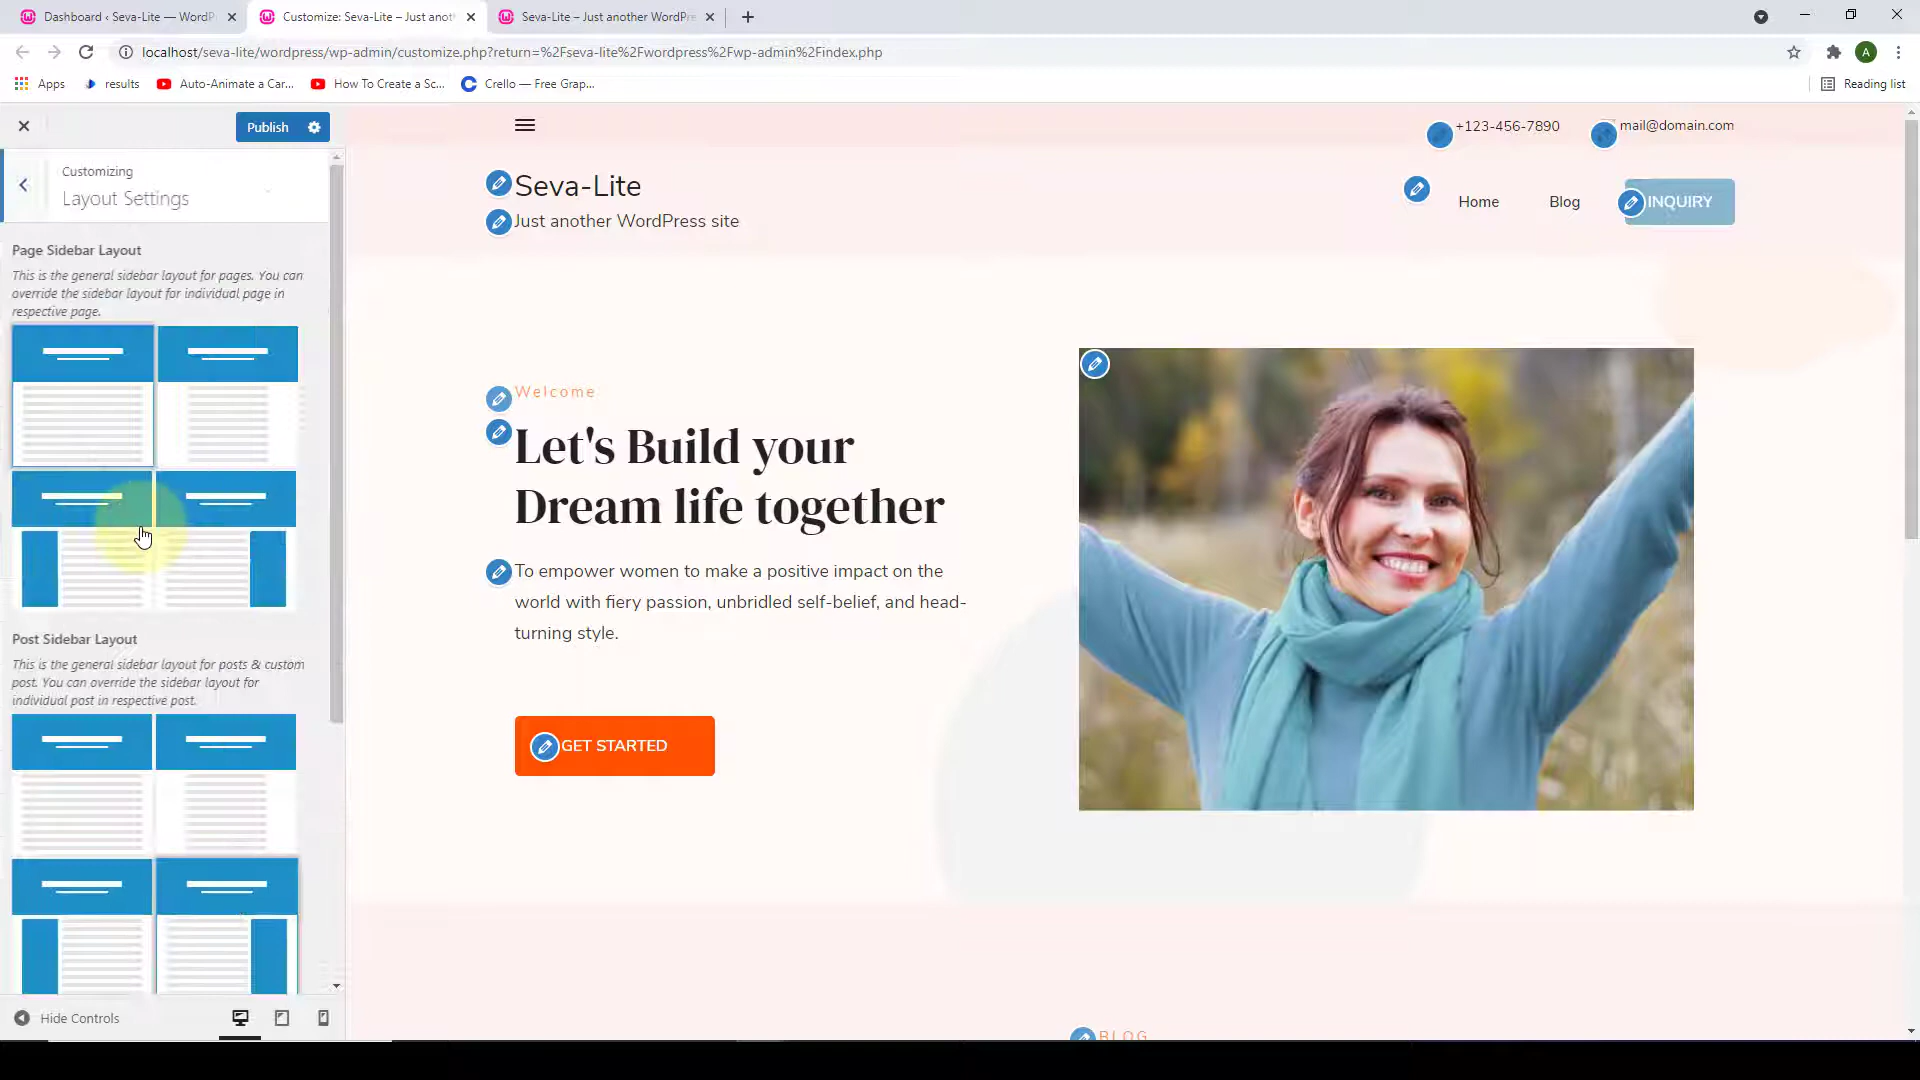 Dashboard ‹ Seva-Lite — WordP
Customize: Seva-Lite – Just anot
Seva-Lite – Just another WordPre
localhost/seva-lite/wordpress/wp-admin/customize.php?return=%2Fseva-lite%2Fwordpress%2Fwp-admin%2Findex.php
A
Apps
results
Auto-Animate a Car...
How To Create a Sc...
Crello — Free Grap...
Reading list
Publish
Customizing
Layout Settings
Page Sidebar Layout
This is the general sidebar layout for pages. You can
override the sidebar layout for individual page in
respective page.
Post Sidebar Layout
This is the general sidebar layout for posts & custom
post. You can override the sidebar layout for
individual post in respective post.
Hide Controls
+123-456-7890
mail@domain.com
Seva-Lite
Just another WordPress site
Home
Blog
INQUIRY
Welcome
Let's Build your
Dream life together
To empower women to make a positive impact on the
world with fiery passion, unbridled self-belief, and head-
turning style.
GET STARTED
BLOG